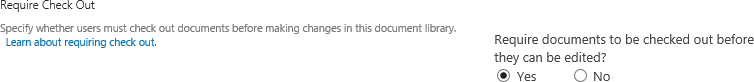 Require Check Out
Specify whether users must check out documents before making changes in this document library.
Learn about requiring check out.
Require documents to be checked out before
they can be edited?
Yes No